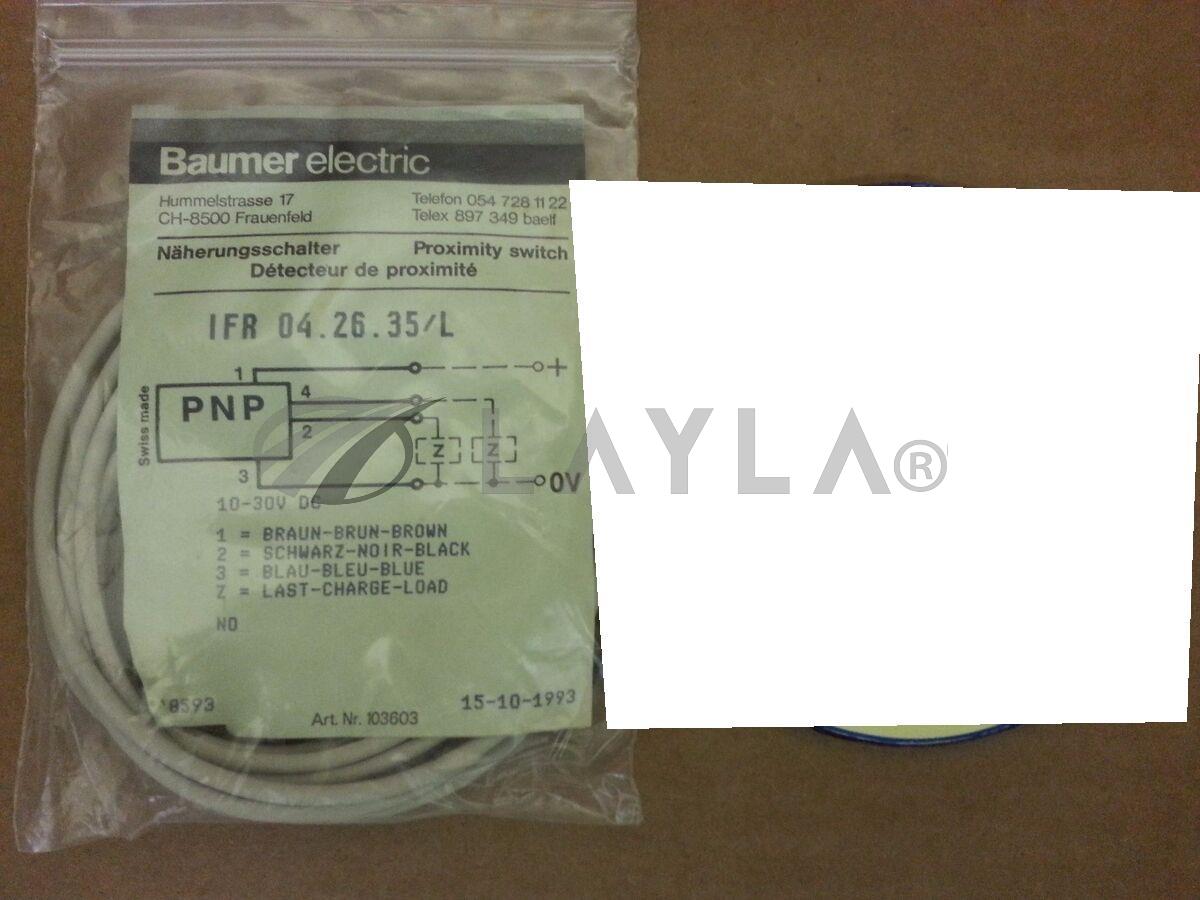 Baumer electric
Hummelstrasse 17
CH-8500 Frauenfeld
Telefon 054 728 11 22
Telex 897 349 baelf
Näherungsschalter
Proximity switch
Détecteur de proximité
IFR 04.26.35/L
1
+
4
PNP
2
Z
Z
3
0V
Swiss made
10-30V DC
1 = BRAUN-BRUN-BROWN
2 = SCHWARZ-NOIR-BLACK
3 = BLAU-BLEU-BLUE
Z = LAST-CHARGE-LOAD
NO
8593
15-10-1993
Art. Nr. 103603
LAYLA®